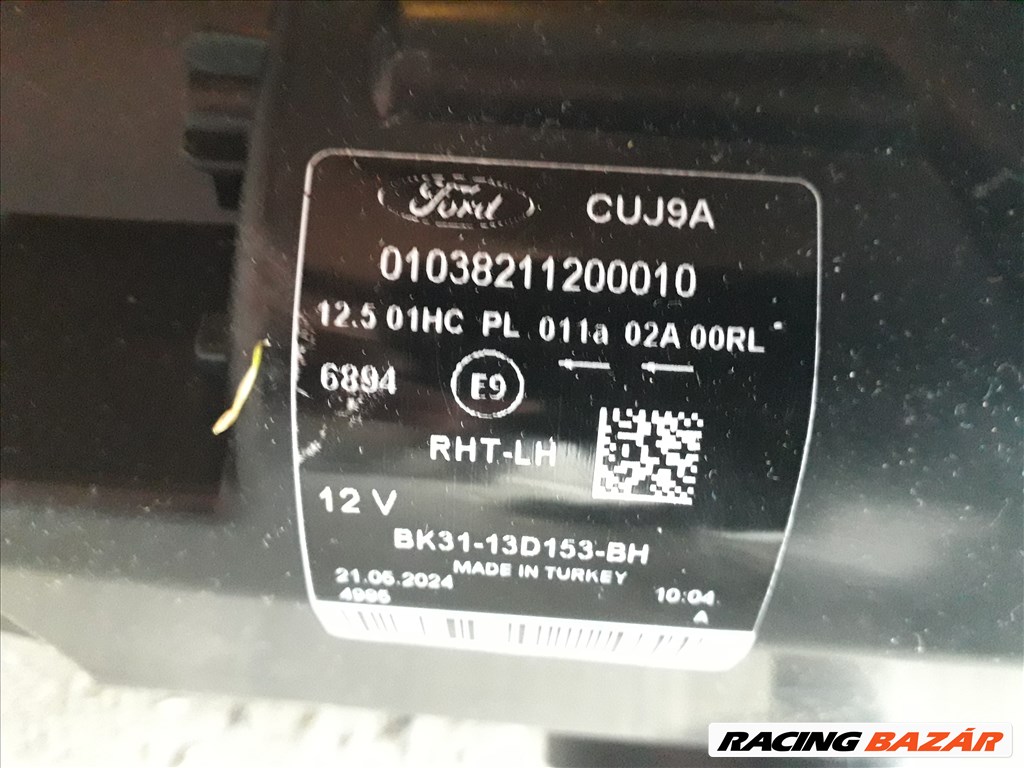 Ford CUJ9A
01038211200010
12.5 01HC PL 011a 02A 00RL
6894 E9
RHT-LH
12 V
BK31-13D153-BH
MADE IN TURKEY
21.05.2024 10:04
4995 A
RACING BAZÁR